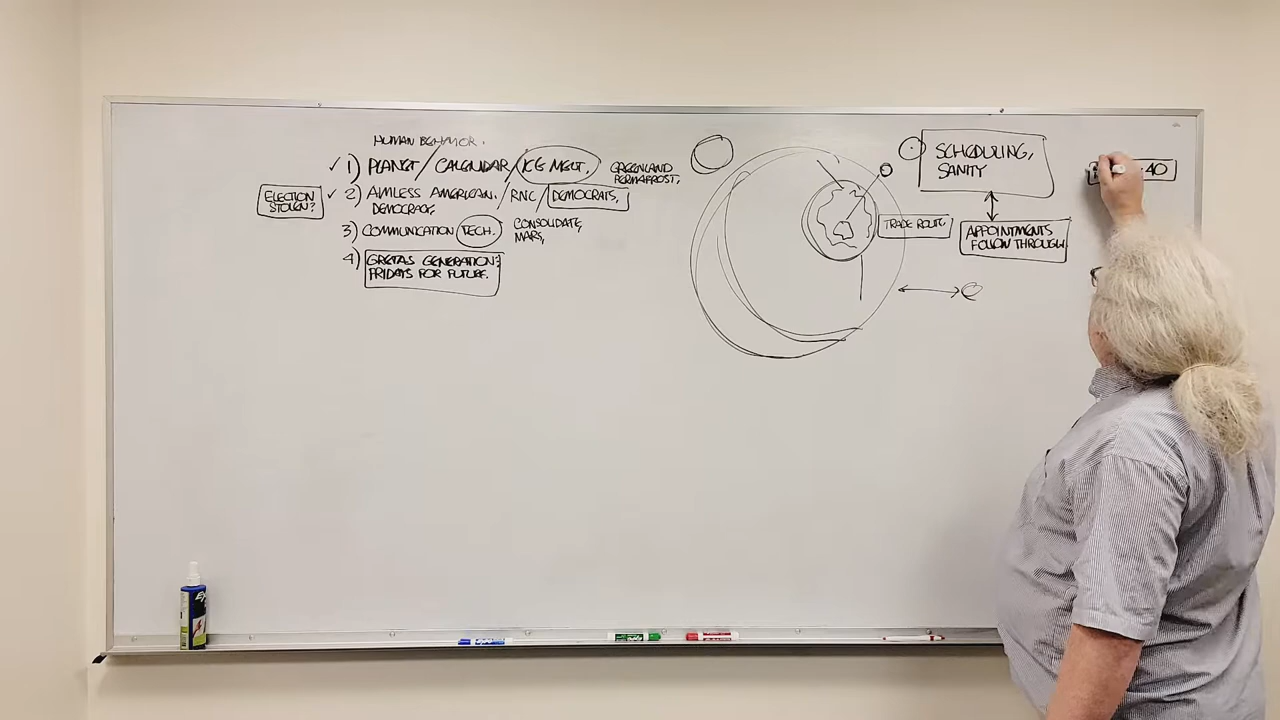 HUMAN BEHAVIOR.
✓ 1) PLANET / CALENDAR / ICE MELT, GREENLAND PERMAFROST,
ELECTION STOLEN?
✓ 2) AIMLESS AMERICAN / RNC / DEMOCRATS,
DEMOCRACY,
3) COMMUNICATION TECH. CONSOLIDATE,
MARS,
4) GRETAS GENERATION:
FRIDAYS FOR FUTURE.
TRADE ROUTE,
SCHEDULING,
SANITY
APPOINTMENTS
FOLLOW THROUGH
40